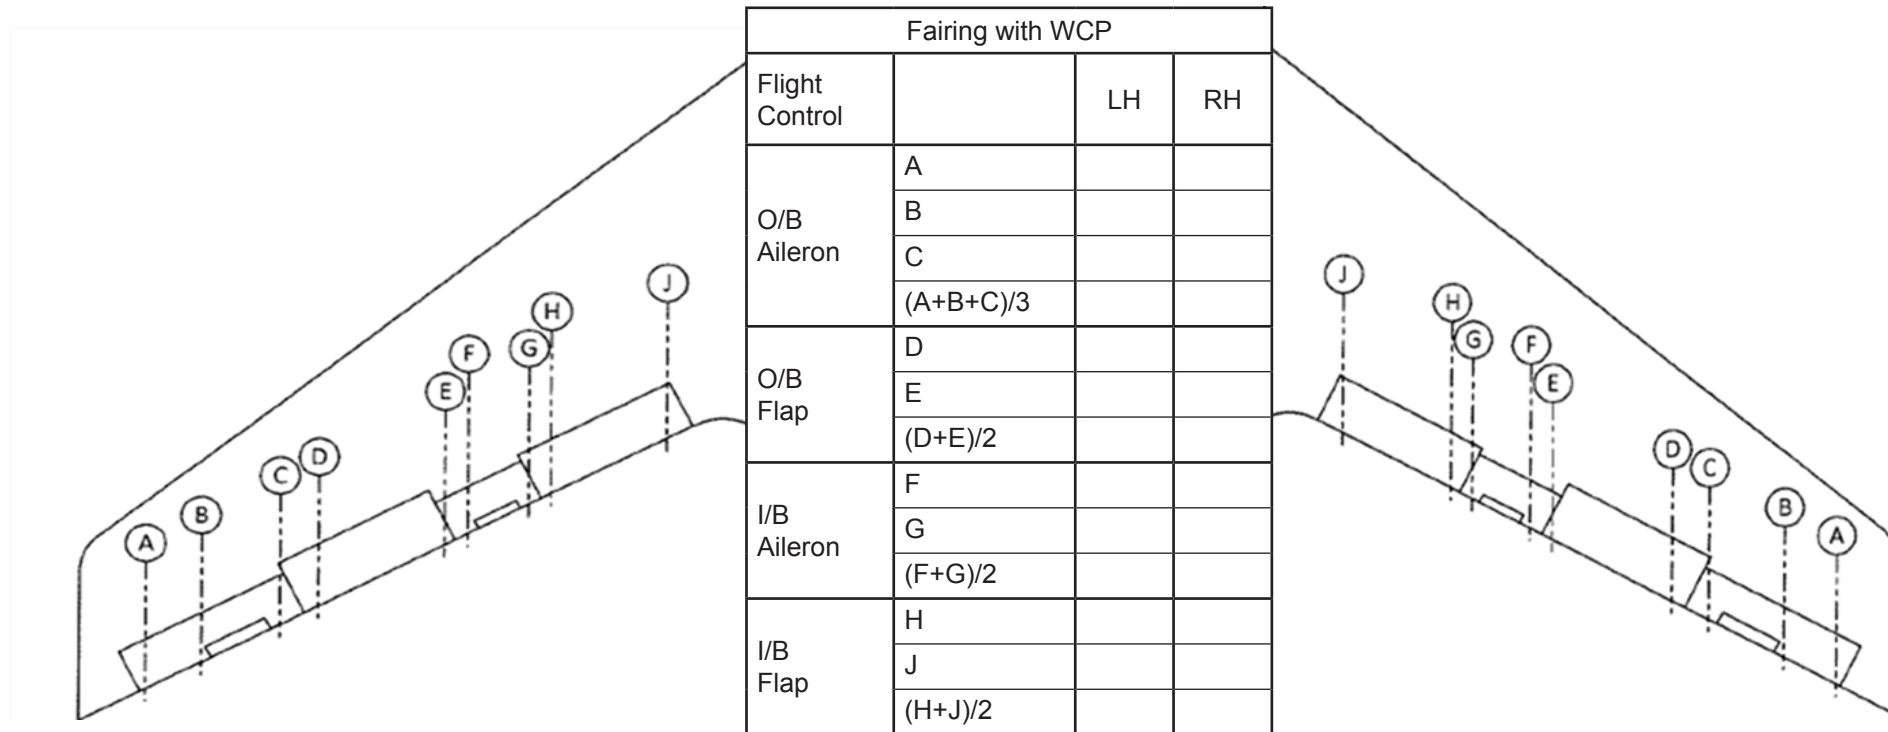 Fairing with WCP
Flight
Control
LH
RH
O/B
Aileron
A
B
C
(A+B+C)/3
O/B
Flap
D
E
(D+E)/2
I/B
Aileron
F
G
(F+G)/2
I/B
Flap
H
J
(H+J)/2
A
B
C
D
E
F
G
H
J
J
H
G
F
E
D
C
B
A